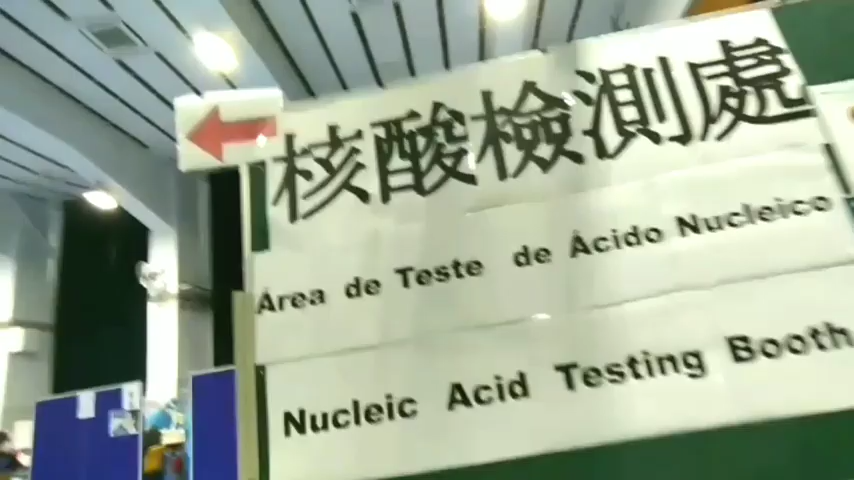 核酸檢測處
Área de Teste de Ácido Nucleico
Nucleic Acid Testing Booth